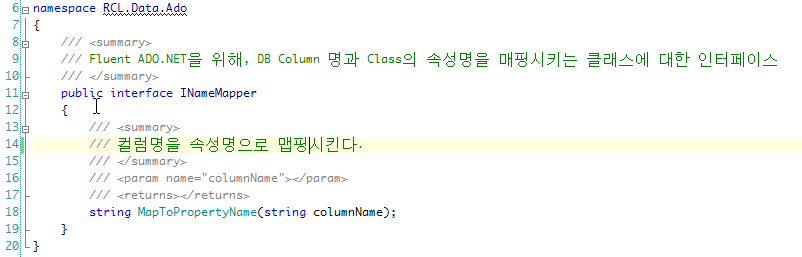 6 namespace RCL.Data.Ado
7 {
8 /// <summary>
9 /// Fluent ADO.NET을 위해, DB Column 명과 Class의 속성명을 매핑시키는 클래스에 대한 인터페이스
10 /// </summary>
11 public interface INameMapper
12 {
13 /// <summary>
14 /// 컬럼명을 속성명으로 맵핑시킨다.
15 /// </summary>
16 /// <param name="columnName"></param>
17 /// <returns></returns>
18 string MapToPropertyName(string columnName);
19 }
20 }